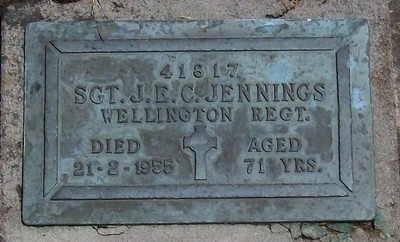 41817
SGT. J.E.C. JENNINGS
WELLINGTON REGT.
DIED AGED
21-2-1955 71 YRS.